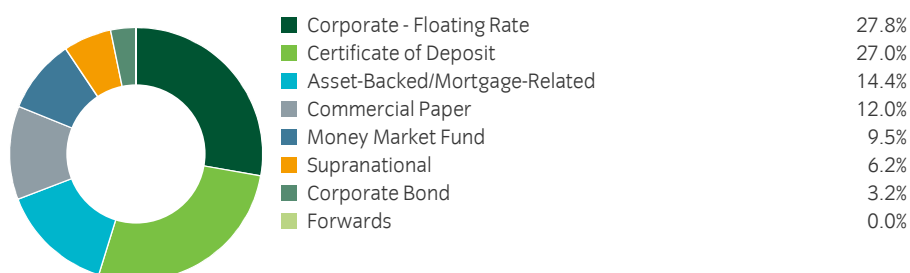 Corporate - Floating Rate 27.8%
Certificate of Deposit 27.0%
Asset-Backed/Mortgage-Related 14.4%
Commercial Paper 12.0%
Money Market Fund 9.5%
Supranational 6.2%
Corporate Bond 3.2%
Forwards 0.0%